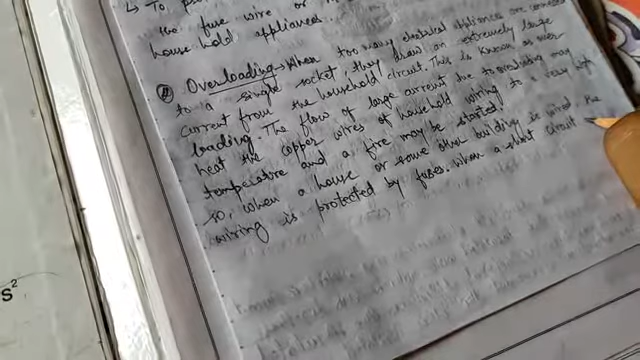 ↳ To
the fuse wire or
house hold appliances.
Overloading → When too many electrical appliances are connected
to a single socket, they draw an extremely large
current from the household circuit. This is known as over
loading. The flow of large current due to overloading may
heat the copper wires of household wiring to a very high
temperature and a fire may be started.
so, when a house or some other building is wired, the
wiring is protected by fuses. When a short circuit
s²